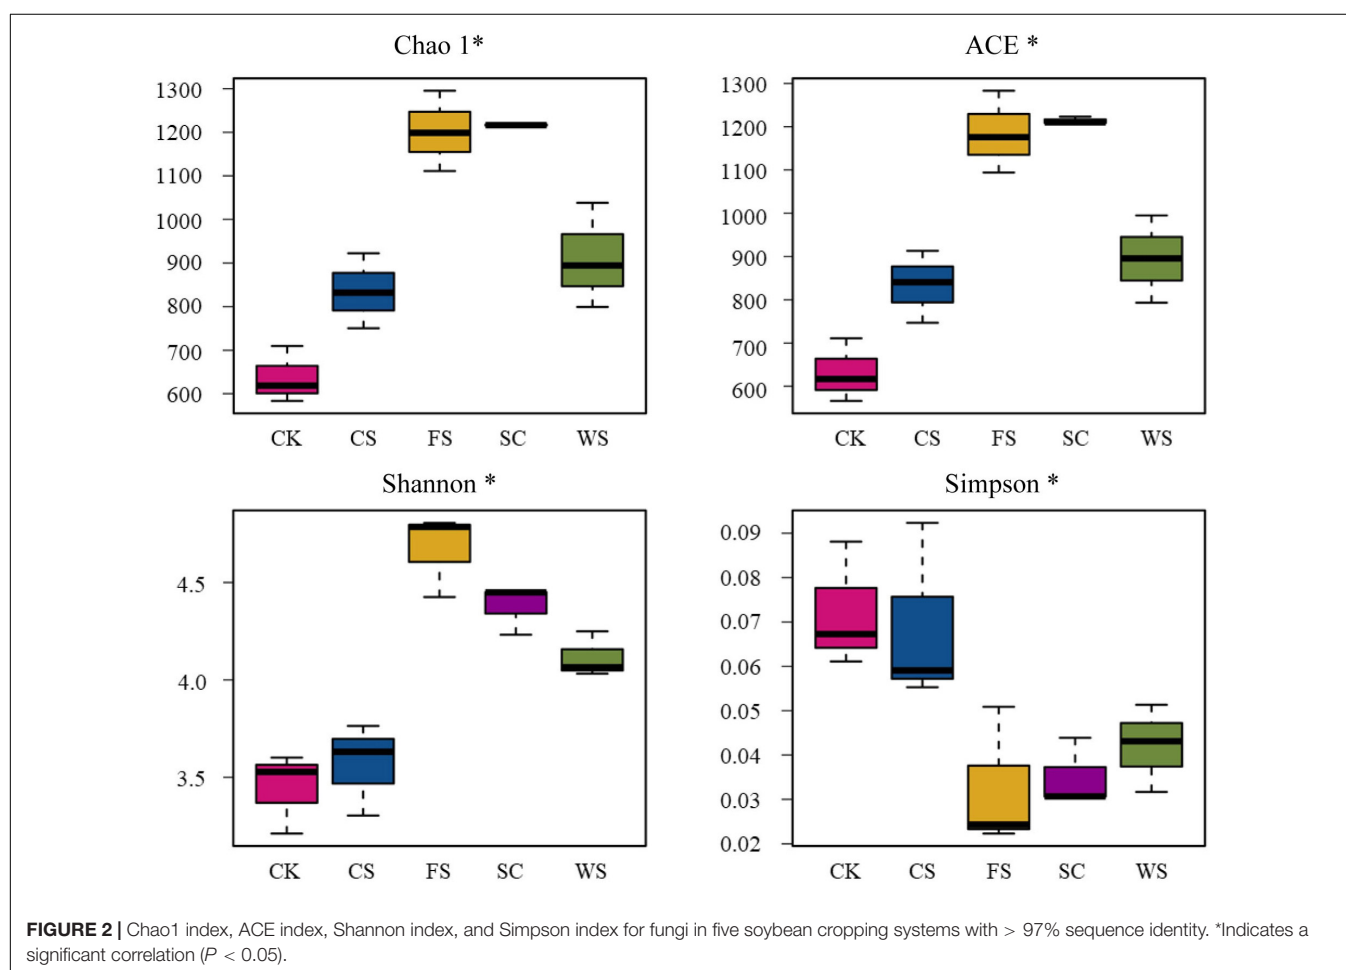 Chao 1*
1300
1200
1100
1000
900
800
700
600
CK CS FS SC WS
ACE *
1300
1200
1100
1000
900
800
700
600
CK CS FS SC WS
Shannon *
4.5
4.0
3.5
CK CS FS SC WS
Simpson *
0.09
0.08
0.07
0.06
0.05
0.04
0.03
0.02
CK CS FS SC WS
FIGURE 2 | Chao1 index, ACE index, Shannon index, and Simpson index for fungi in five soybean cropping systems with > 97% sequence identity. *Indicates a
significant correlation (P < 0.05).